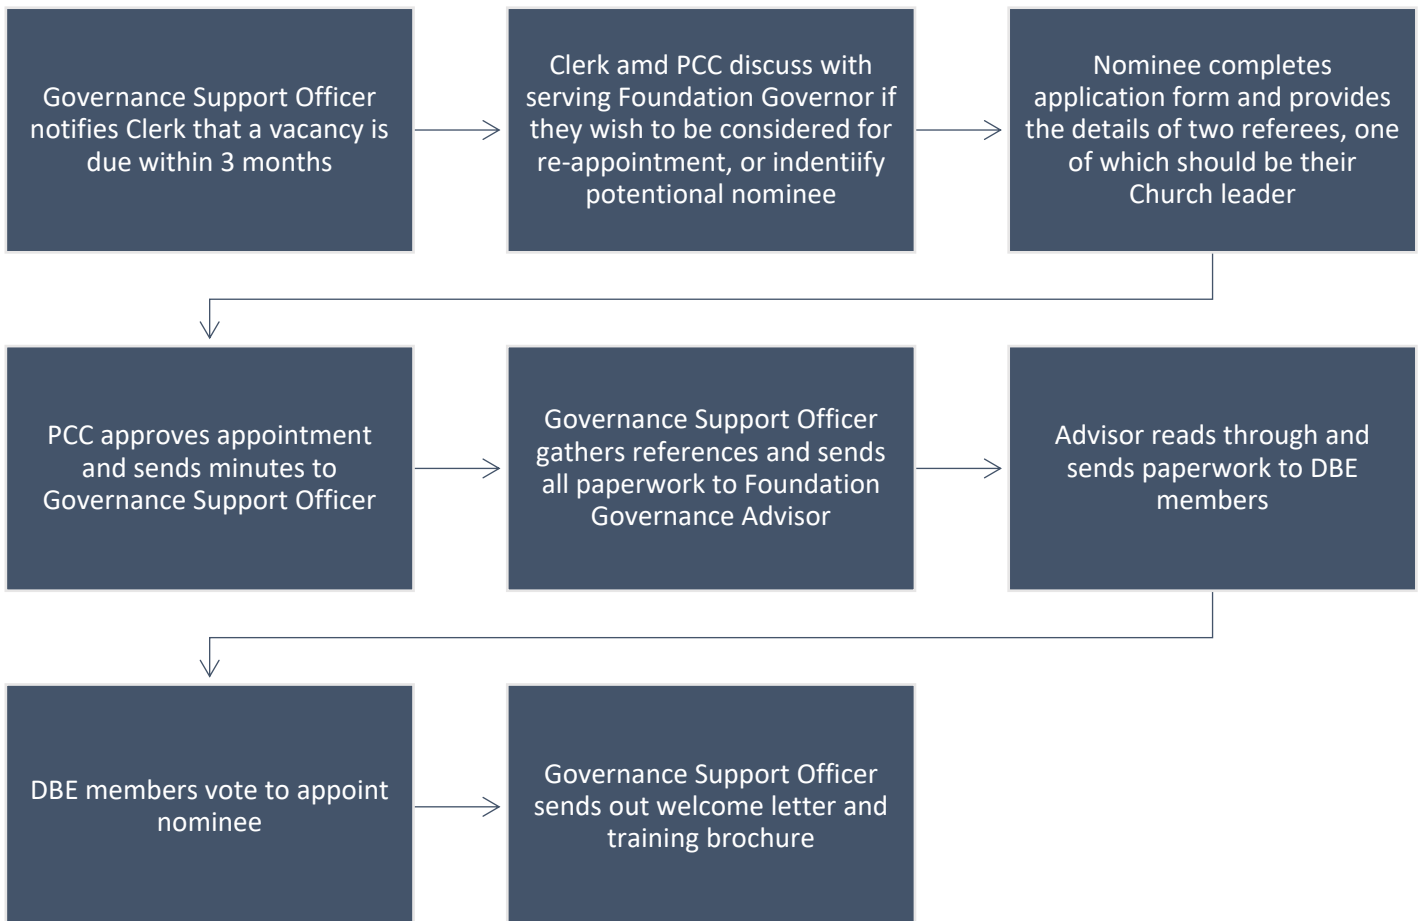 Governance Support Officer
notifies Clerk that a vacancy is
due within 3 months
Clerk amd PCC discuss with
serving Foundation Governor if
they wish to be considered for
re-appointment, or indentiify
potentional nominee
Nominee completes
application form and provides
the details of two referees, one
of which should be their
Church leader
PCC approves appointment
and sends minutes to
Governance Support Officer
Governance Support Officer
gathers references and sends
all paperwork to Foundation
Governance Advisor
Advisor reads through and
sends paperwork to DBE
members
DBE members vote to appoint
nominee
Governance Support Officer
sends out welcome letter and
training brochure